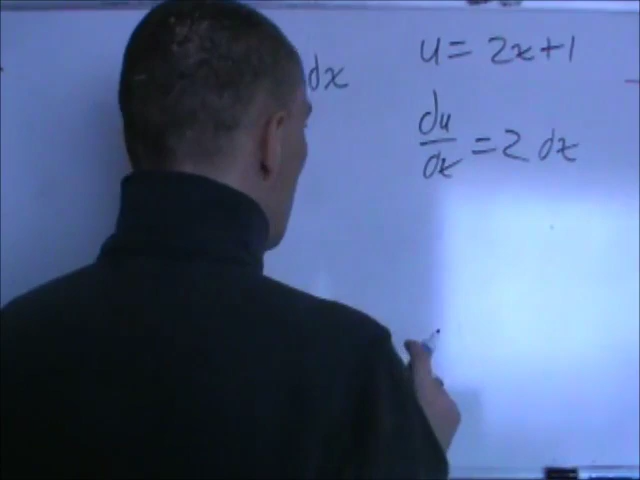 dx
u = 2x+1
du/dx = 2 dx